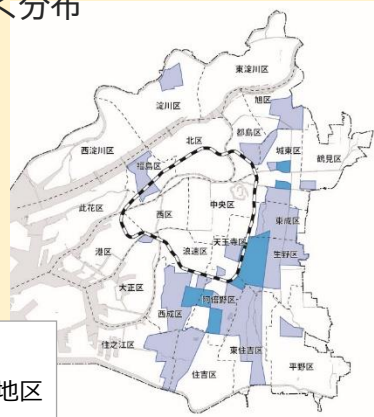 く分布
東淀川区
淀川区
旭区
北区
都島区
西淀川区
城東区
鶴見区
福島区
此花区
中央区
西区
東成区
天王寺区
港区
浪速区
生野区
大正区
阿倍野区
西成区
住之江区
東住吉区
平野区
住吉区
地区